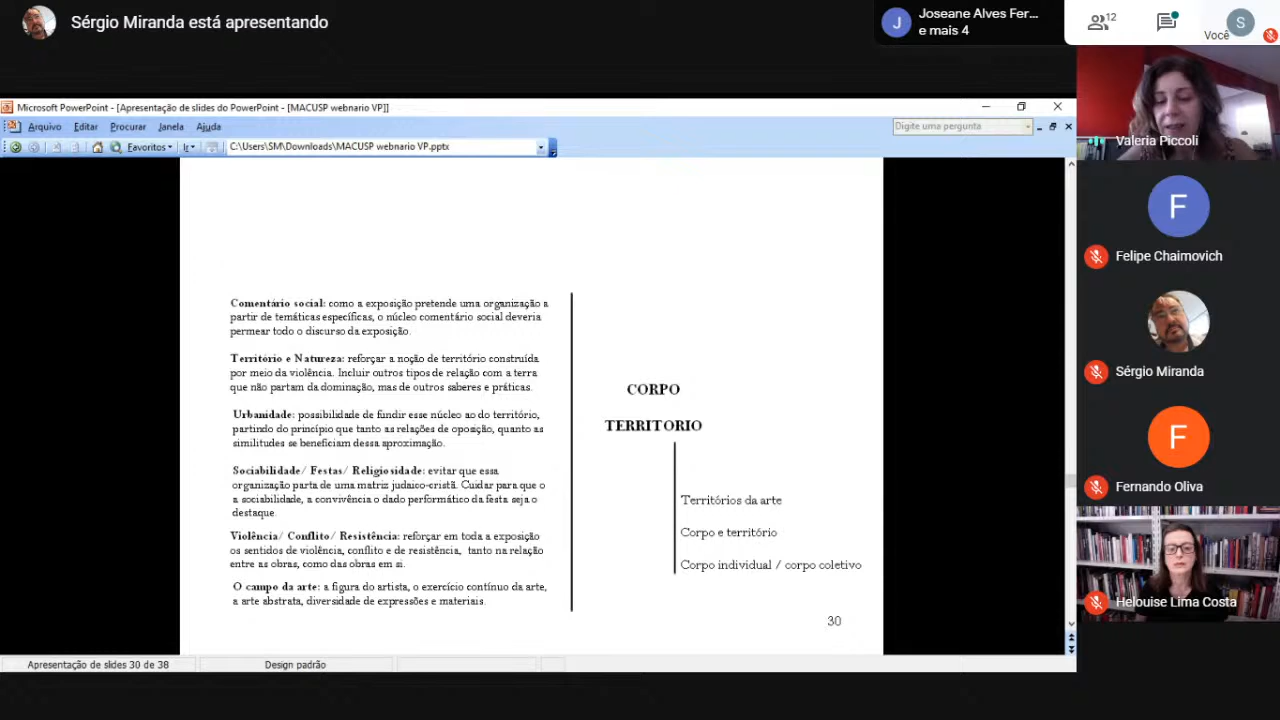 Sérgio Miranda está apresentando
J
Joseane Alves Fer...
e mais 4
12
S
Você
Microsoft PowerPoint - [Apresentação de slides do PowerPoint - [MACUSP webnario VP]]
Arquivo Editar Procurar Janela Ajuda
Digite uma pergunta
Favoritos Ir
C:\Users\SM\Downloads\MACUSP webnario VP.pptx
Comentário social: como a exposição pretende uma organização a
partir de temáticas específicas, o núcleo comentário social deveria
permear todo o discurso da exposição.
Território e Natureza: reforçar a noção de território construída
por meio da violência. Incluir outros tipos de relação com a terra
que não partam da dominação, mas de outros saberes e práticas.
Urbanidade: possibilidade de fundir esse núcleo ao do território,
partindo do princípio que tanto as relações de oposição, quanto as
similitudes se beneficiam dessa aproximação.
Sociabilidade/ Festas/ Religiosidade: evitar que essa
organização parta de uma matriz judaico-cristã. Cuidar para que o
a sociabilidade, a convivência o dado performático da festa seja o
destaque.
Violência/ Conflito/ Resistência: reforçar em toda a exposição
os sentidos de violência, conflito e de resistência, tanto na relação
entre as obras, como das obras em si.
O campo da arte: a figura do artista, o exercício contínuo da arte,
a arte abstrata, diversidade de expressões e materiais.
CORPO
TERRITORIO
Territórios da arte
Corpo e território
Corpo individual / corpo coletivo
30
Apresentação de slides 30 de 38
Design padrão
Valeria Piccoli
F
Felipe Chaimovich
Sérgio Miranda
F
Fernando Oliva
Helouise Lima Costa